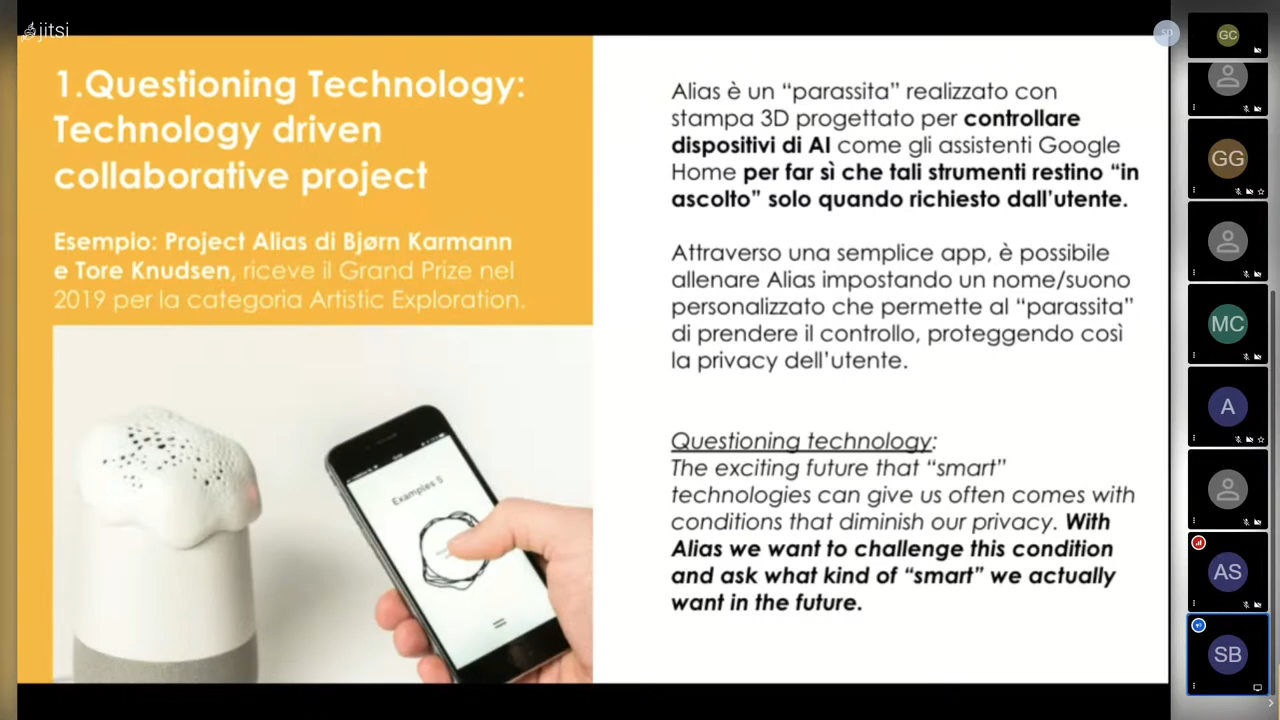 jitsi
1.Questioning Technology:
Technology driven
collaborative project
Esempio: Project Alias di Bjørn Karmann
e Tore Knudsen, riceve il Grand Prize nel
2019 per la categoria Artistic Exploration.
Examples 0
Alias è un “parassita” realizzato con
stampa 3D progettato per controllare
dispositivi di AI come gli assistenti Google
Home per far sì che tali strumenti restino “in
ascolto” solo quando richiesto dall’utente.
Attraverso una semplice app, è possibile
allenare Alias impostando un nome/suono
personalizzato che permette al “parassita”
di prendere il controllo, proteggendo così
la privacy dell’utente.
Questioning technology:
The exciting future that “smart”
technologies can give us often comes with
conditions that diminish our privacy. With
Alias we want to challenge this condition
and ask what kind of “smart” we actually
want in the future.
SD
GC
GG
MC
A
AS
SB